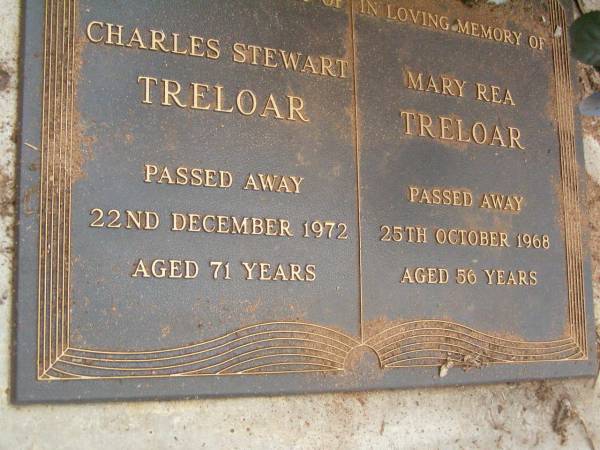 OF
CHARLES STEWART
TRELOAR
PASSED AWAY
22ND DECEMBER 1972
AGED 71 YEARS
IN LOVING MEMORY OF
MARY REA
TRELOAR
PASSED AWAY
25TH OCTOBER 1968
AGED 56 YEARS